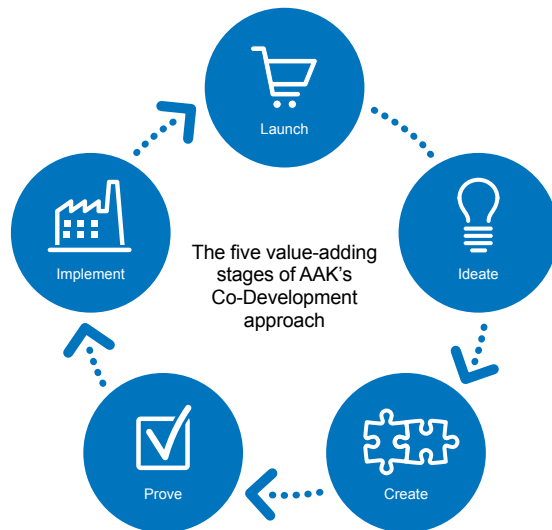 Launch
Ideate
Implement
The five value-adding
stages of AAK's
Co-Development
approach
Prove
Create